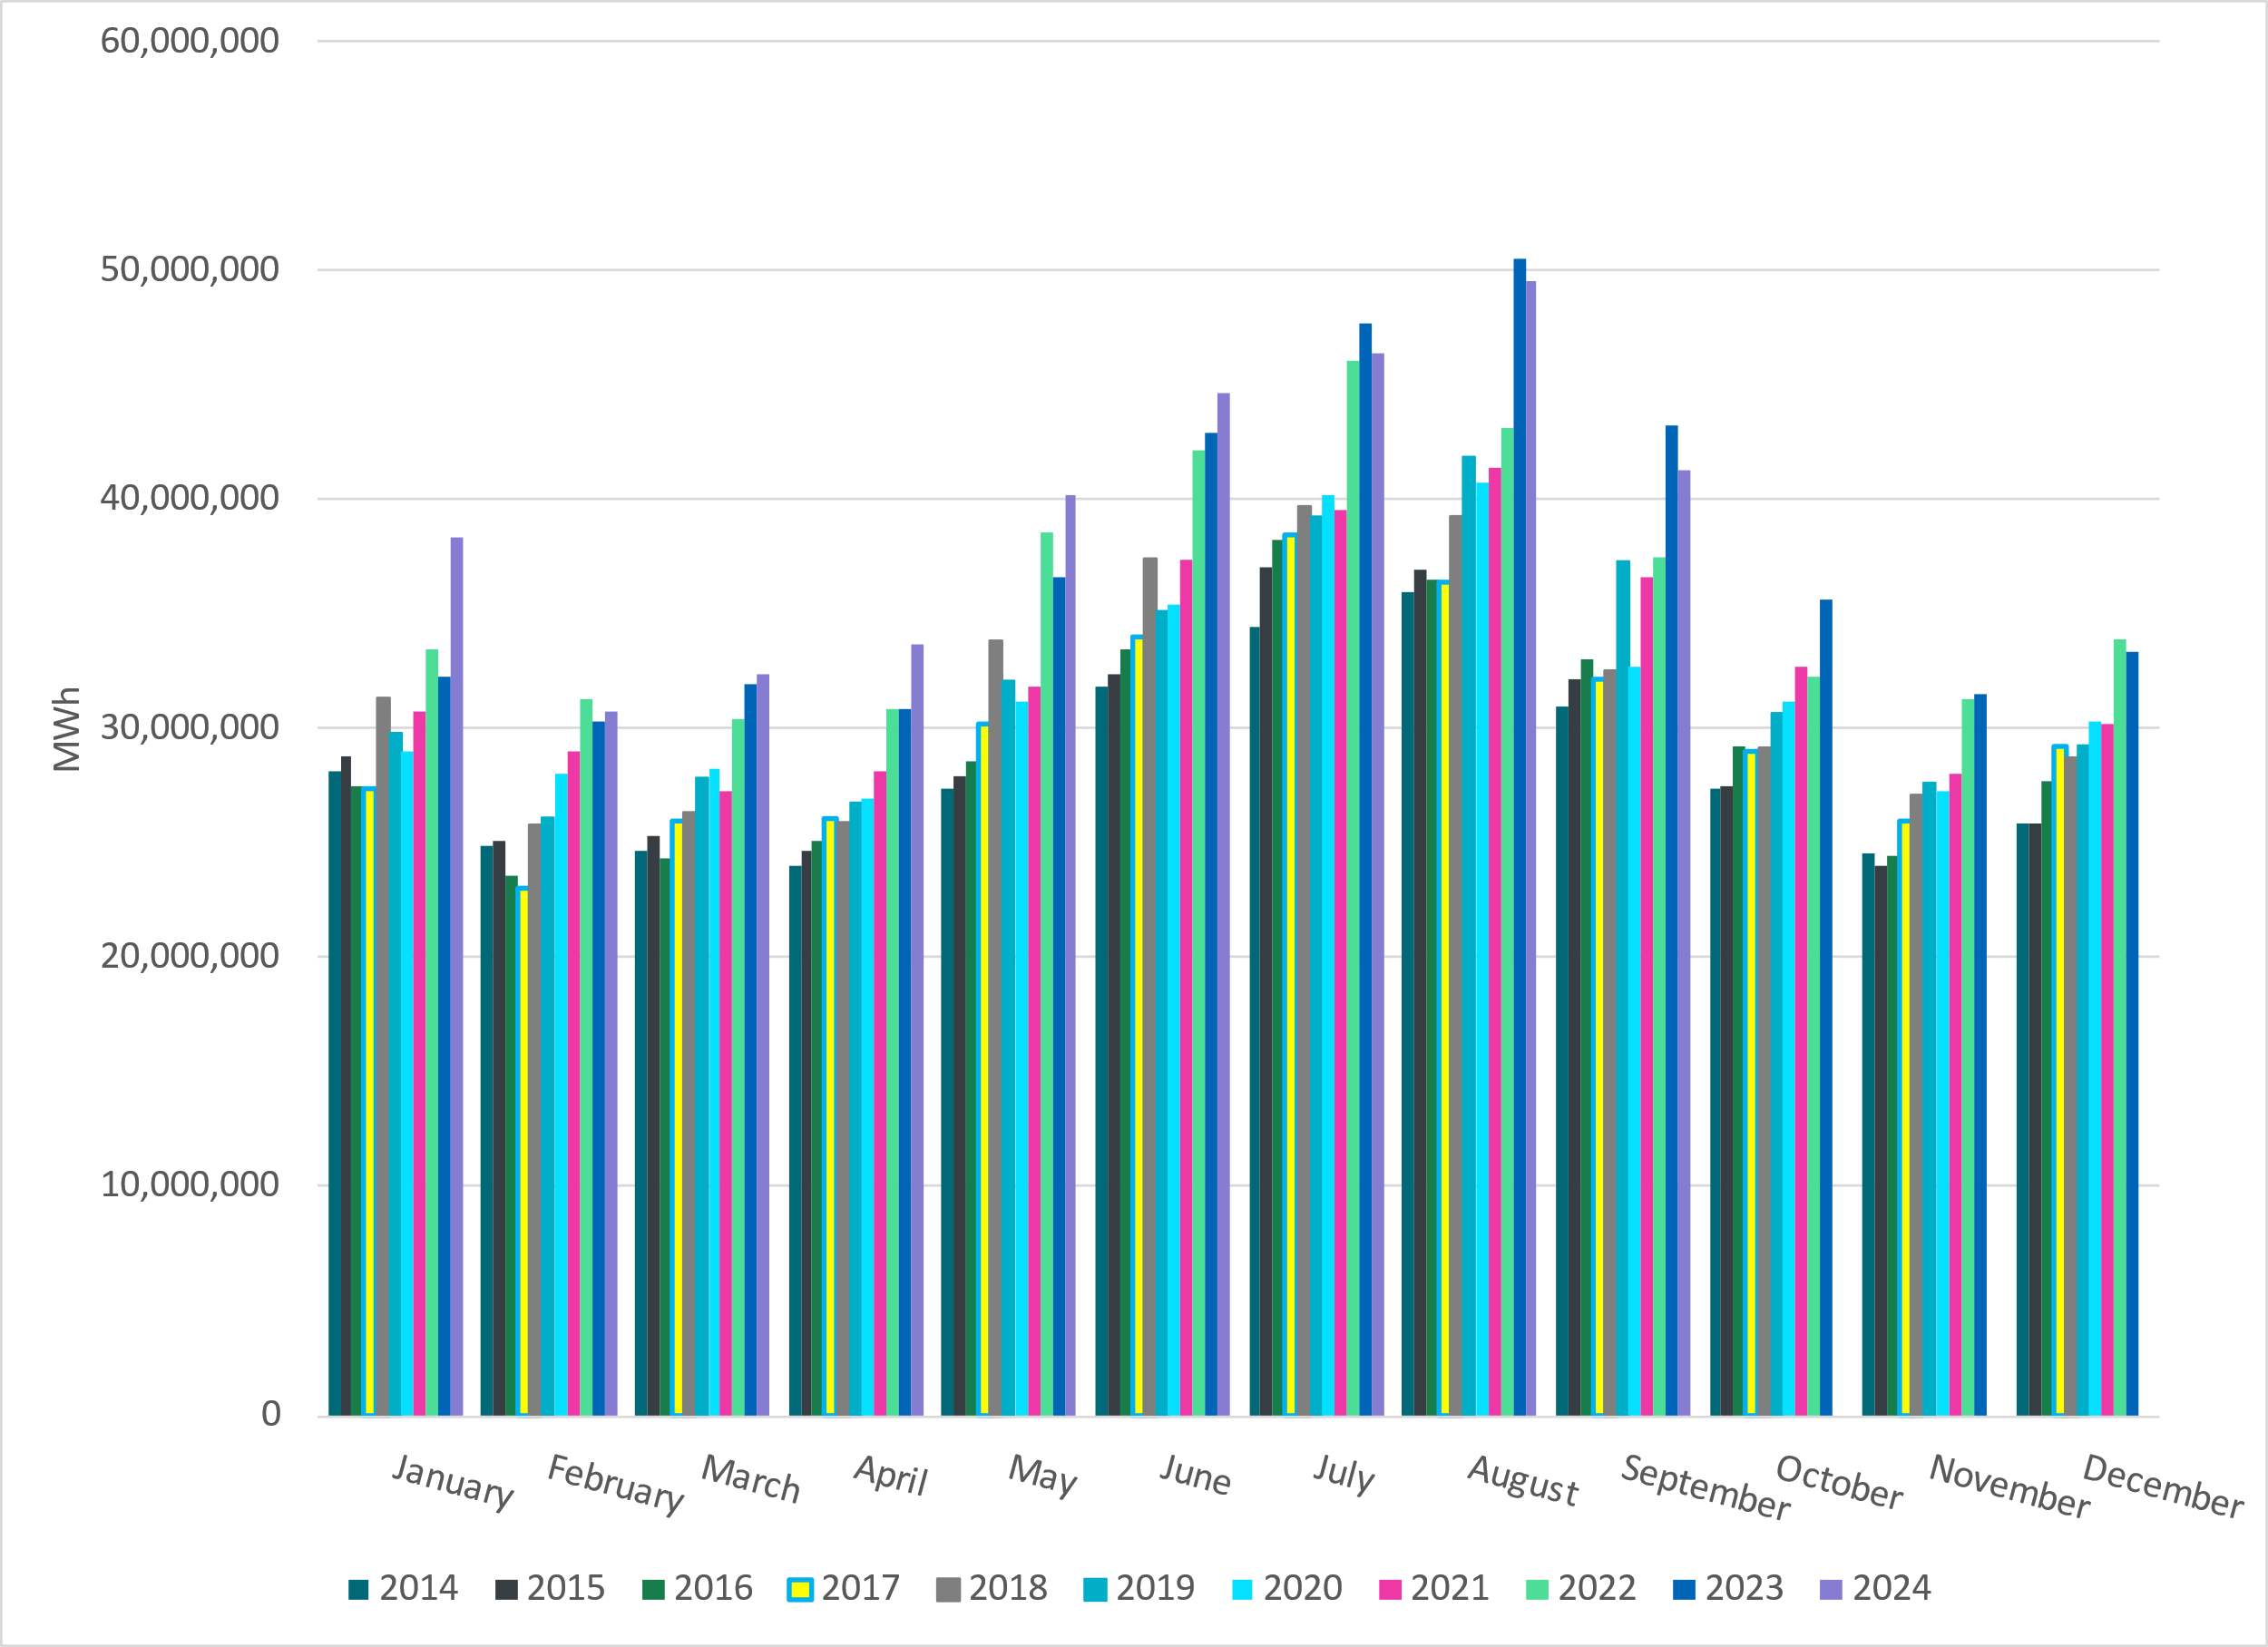 60,000,000
50,000,000
40,000,000
30,000,000
20,000,000
10,000,000
0
MWh
January February March April May June July August September October November December
2014 2015 2016 2017 2018 2019 2020 2021 2022 2023 2024